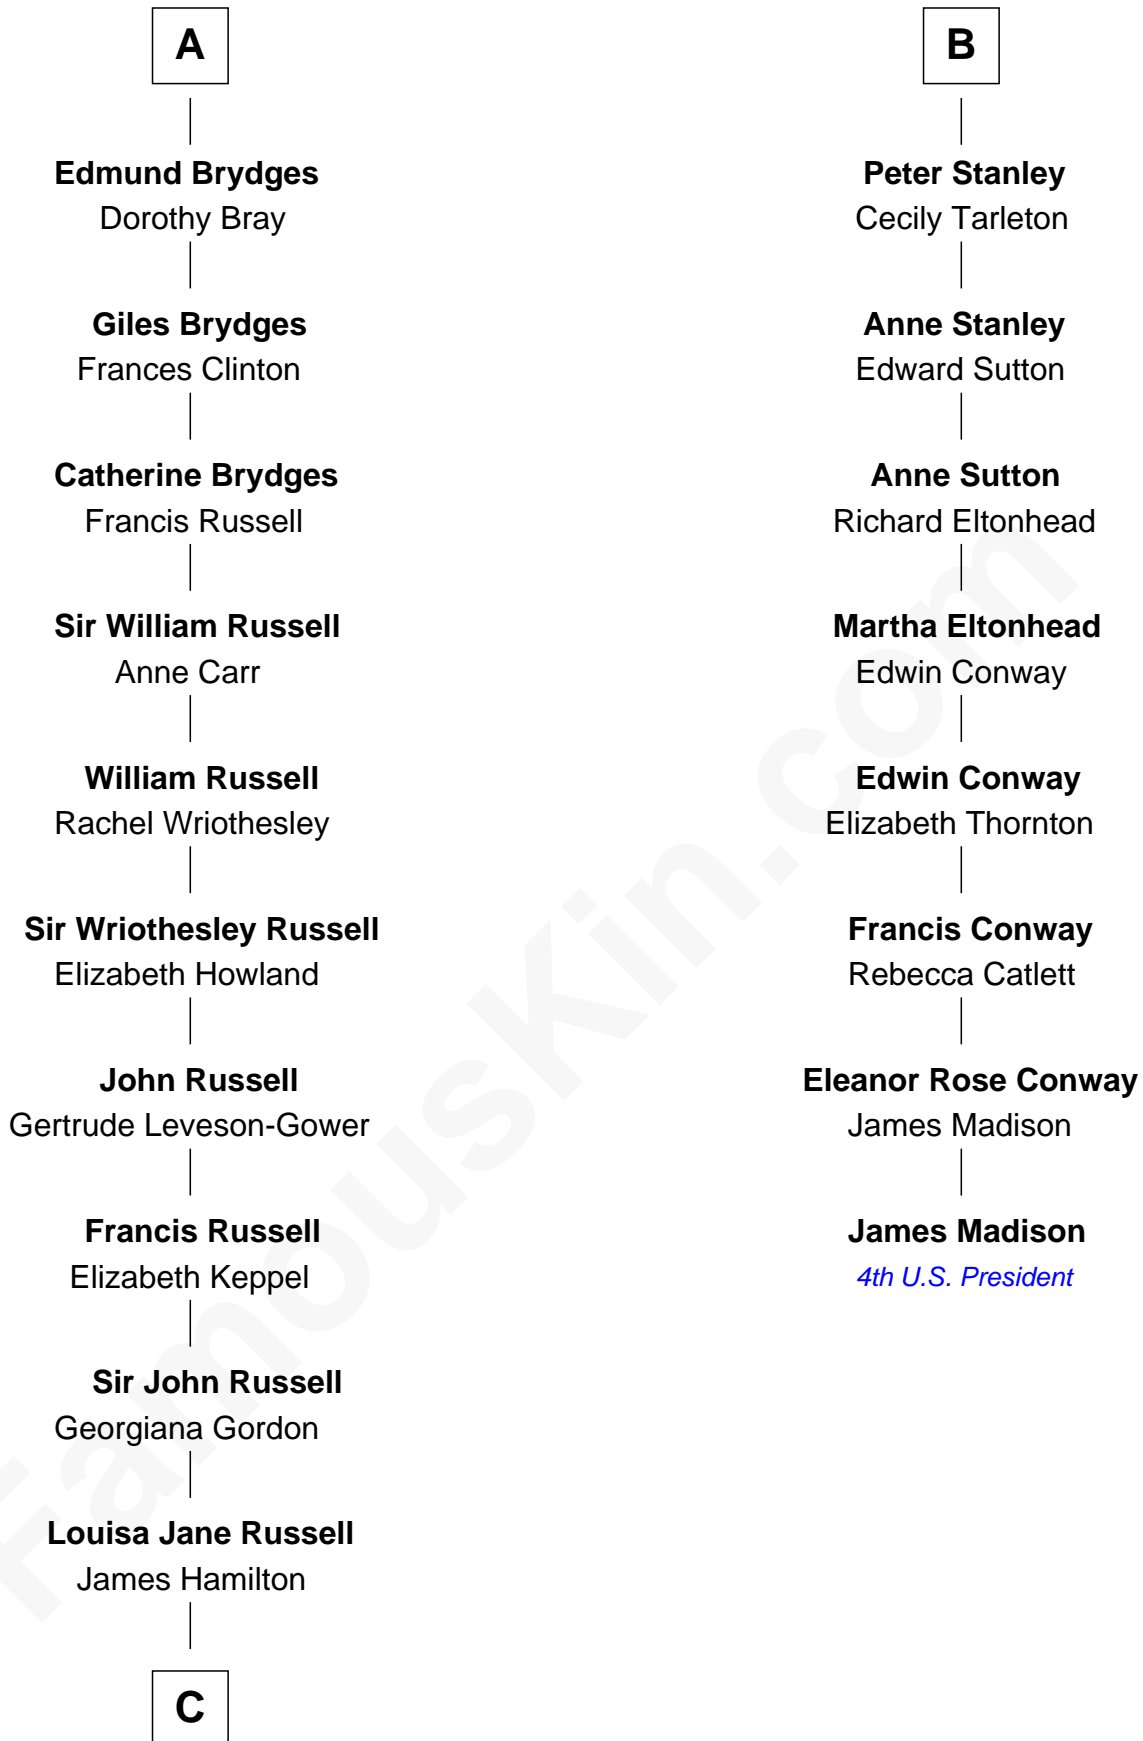 A
Edmund Brydges
Dorothy Bray
Giles Brydges
Frances Clinton
Catherine Brydges
Francis Russell
Sir William Russell
Anne Carr
William Russell
Rachel Wriothesley
Sir Wriothesley Russell
Elizabeth Howland
John Russell
Gertrude Leveson-Gower
Francis Russell
Elizabeth Keppel
Sir John Russell
Georgiana Gordon
Louisa Jane Russell
James Hamilton
C
B
Peter Stanley
Cecily Tarleton
Anne Stanley
Edward Sutton
Anne Sutton
Richard Eltonhead
Martha Eltonhead
Edwin Conway
Edwin Conway
Elizabeth Thornton
Francis Conway
Rebecca Catlett
Eleanor Rose Conway
James Madison
James Madison
4th U.S. President
FamousKin.com